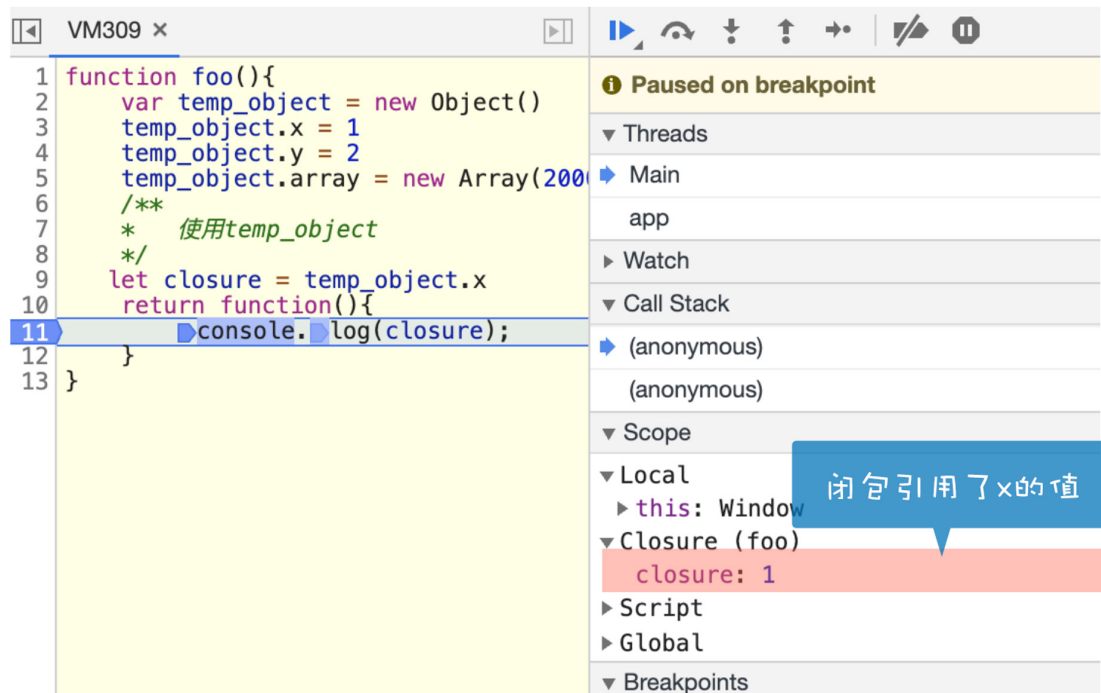 VM309 ×
1 function foo(){
2 var temp_object = new Object()
3 temp_object.x = 1
4 temp_object.y = 2
5 temp_object.array = new Array(200
6 /**
7 * 使用temp_object
8 */
9 let closure = temp_object.x
10 return function(){
11 console.log(closure);
12 }
13 }
Paused on breakpoint
Threads
Main
app
Watch
Call Stack
(anonymous)
(anonymous)
Scope
Local
this: Window
闭包引用了x的值
Closure (foo)
closure: 1
Script
Global
Breakpoints